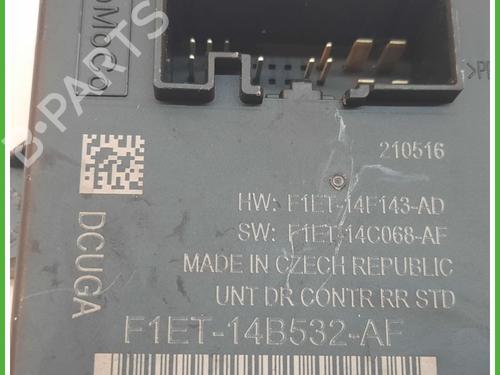 oMoCo
B-PARTS
210516
HW: F1ET-14F143-AD
SW: F1ET-14C068-AF
MADE IN CZECH REPUBLIC
UNT DR CONTR RR STD
DCUGA
F1ET-14B532-AF